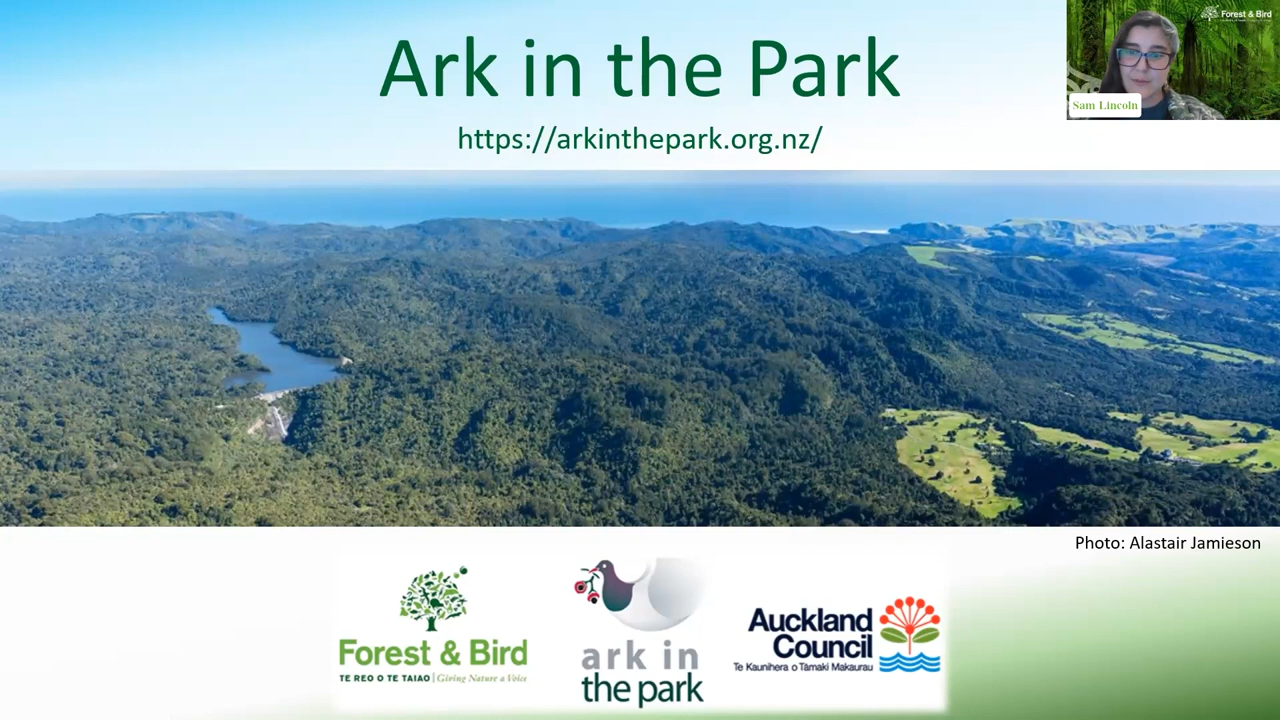 Ark in the Park
https://arkinthepark.org.nz/
Forest & Bird
Sam Lincoln
Photo: Alastair Jamieson
Forest & Bird
TE REO O TE TAIAO | Giving Nature a Voice
ark in
the park
Auckland
Council
Te Kaunihera o Tāmaki Makaurau